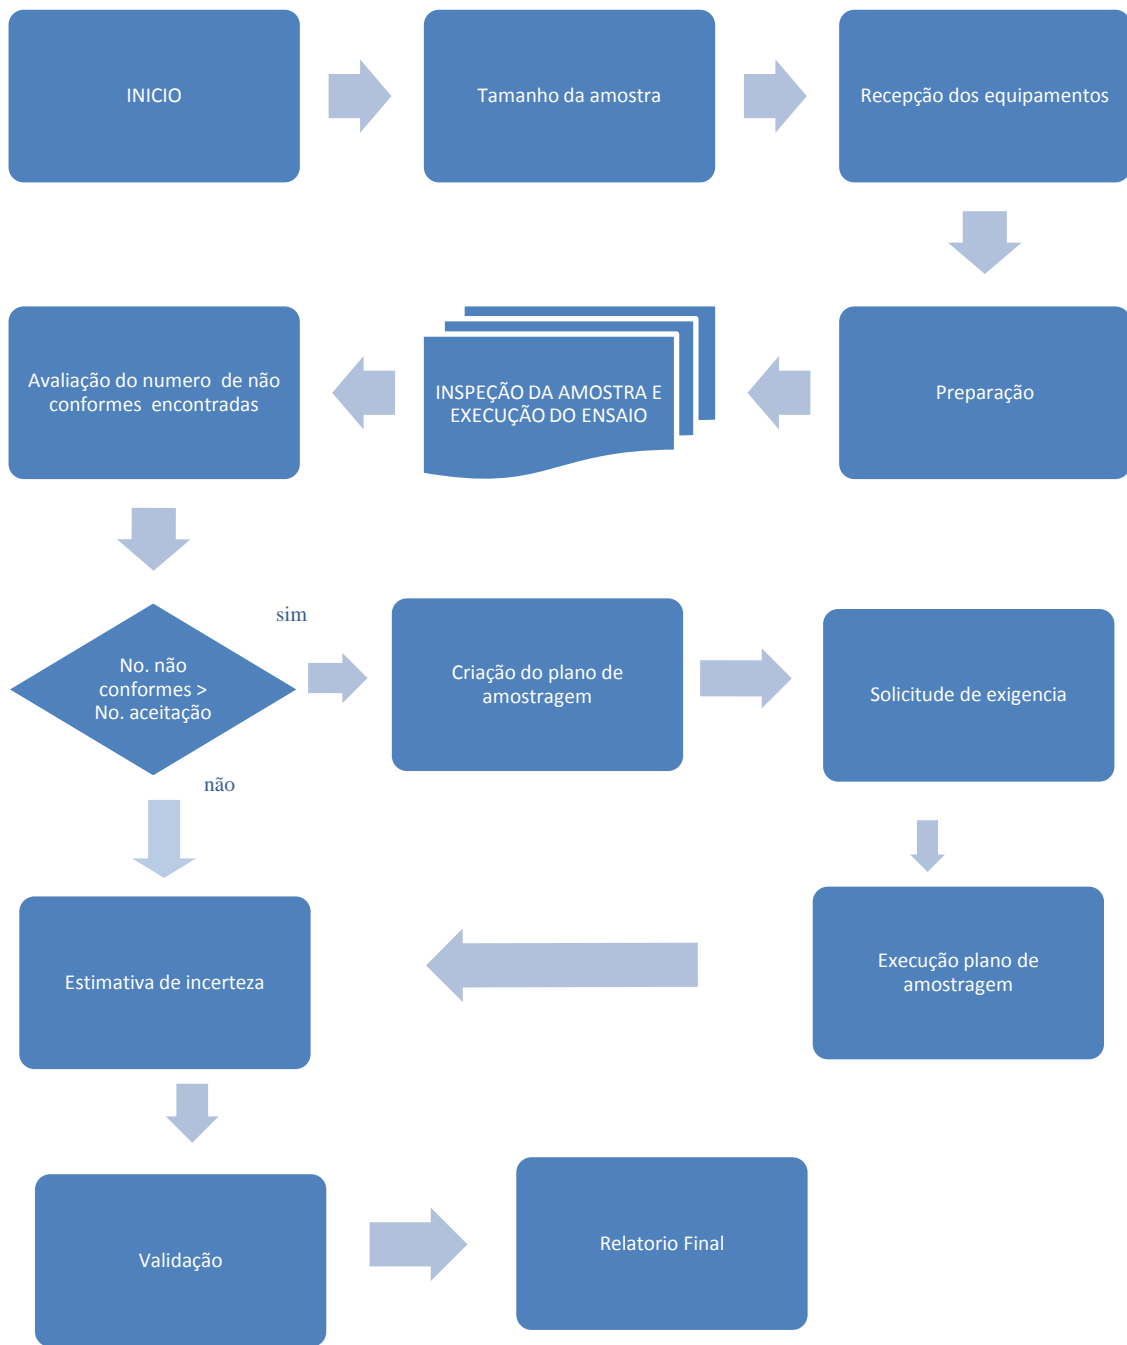 INICIO
Tamanho da amostra
Recepção dos equipamentos
Avaliação do numero de não
conformes encontradas
INSPEÇÃO DA AMOSTRA E
EXECUÇÃO DO ENSAIO
Preparação
sim
No. não
conformes >
No. aceitação
Criação do plano de
amostragem
Solicitude de exigencia
não
Estimativa de incerteza
Execução plano de
amostragem
Validação
Relatorio Final